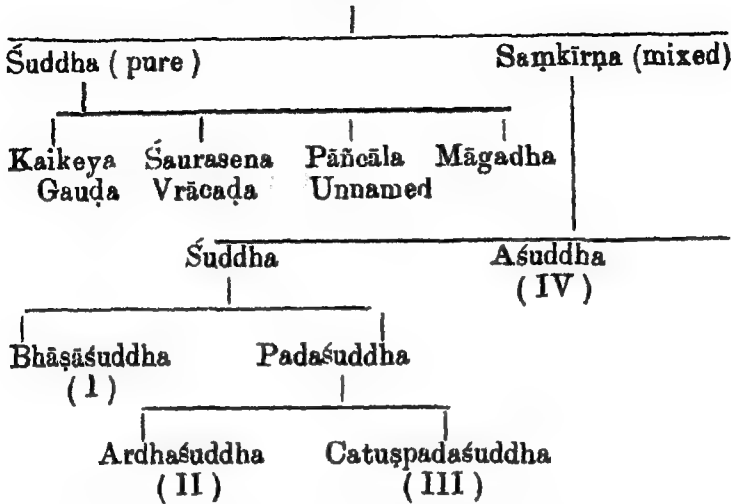 Śuddha ( pure ) Saṃkīrṇa (mixed)
Kaikeya Śaurasena Pāñcāla Māgadha
Gauḍa Vrācaḍa Unnamed
Śuddha Aśuddha
( IV )
Bhāṣāśuddha Padaśuddha
( I )
Ardhaśuddha Catuṣpadaśuddha
( II ) ( III )